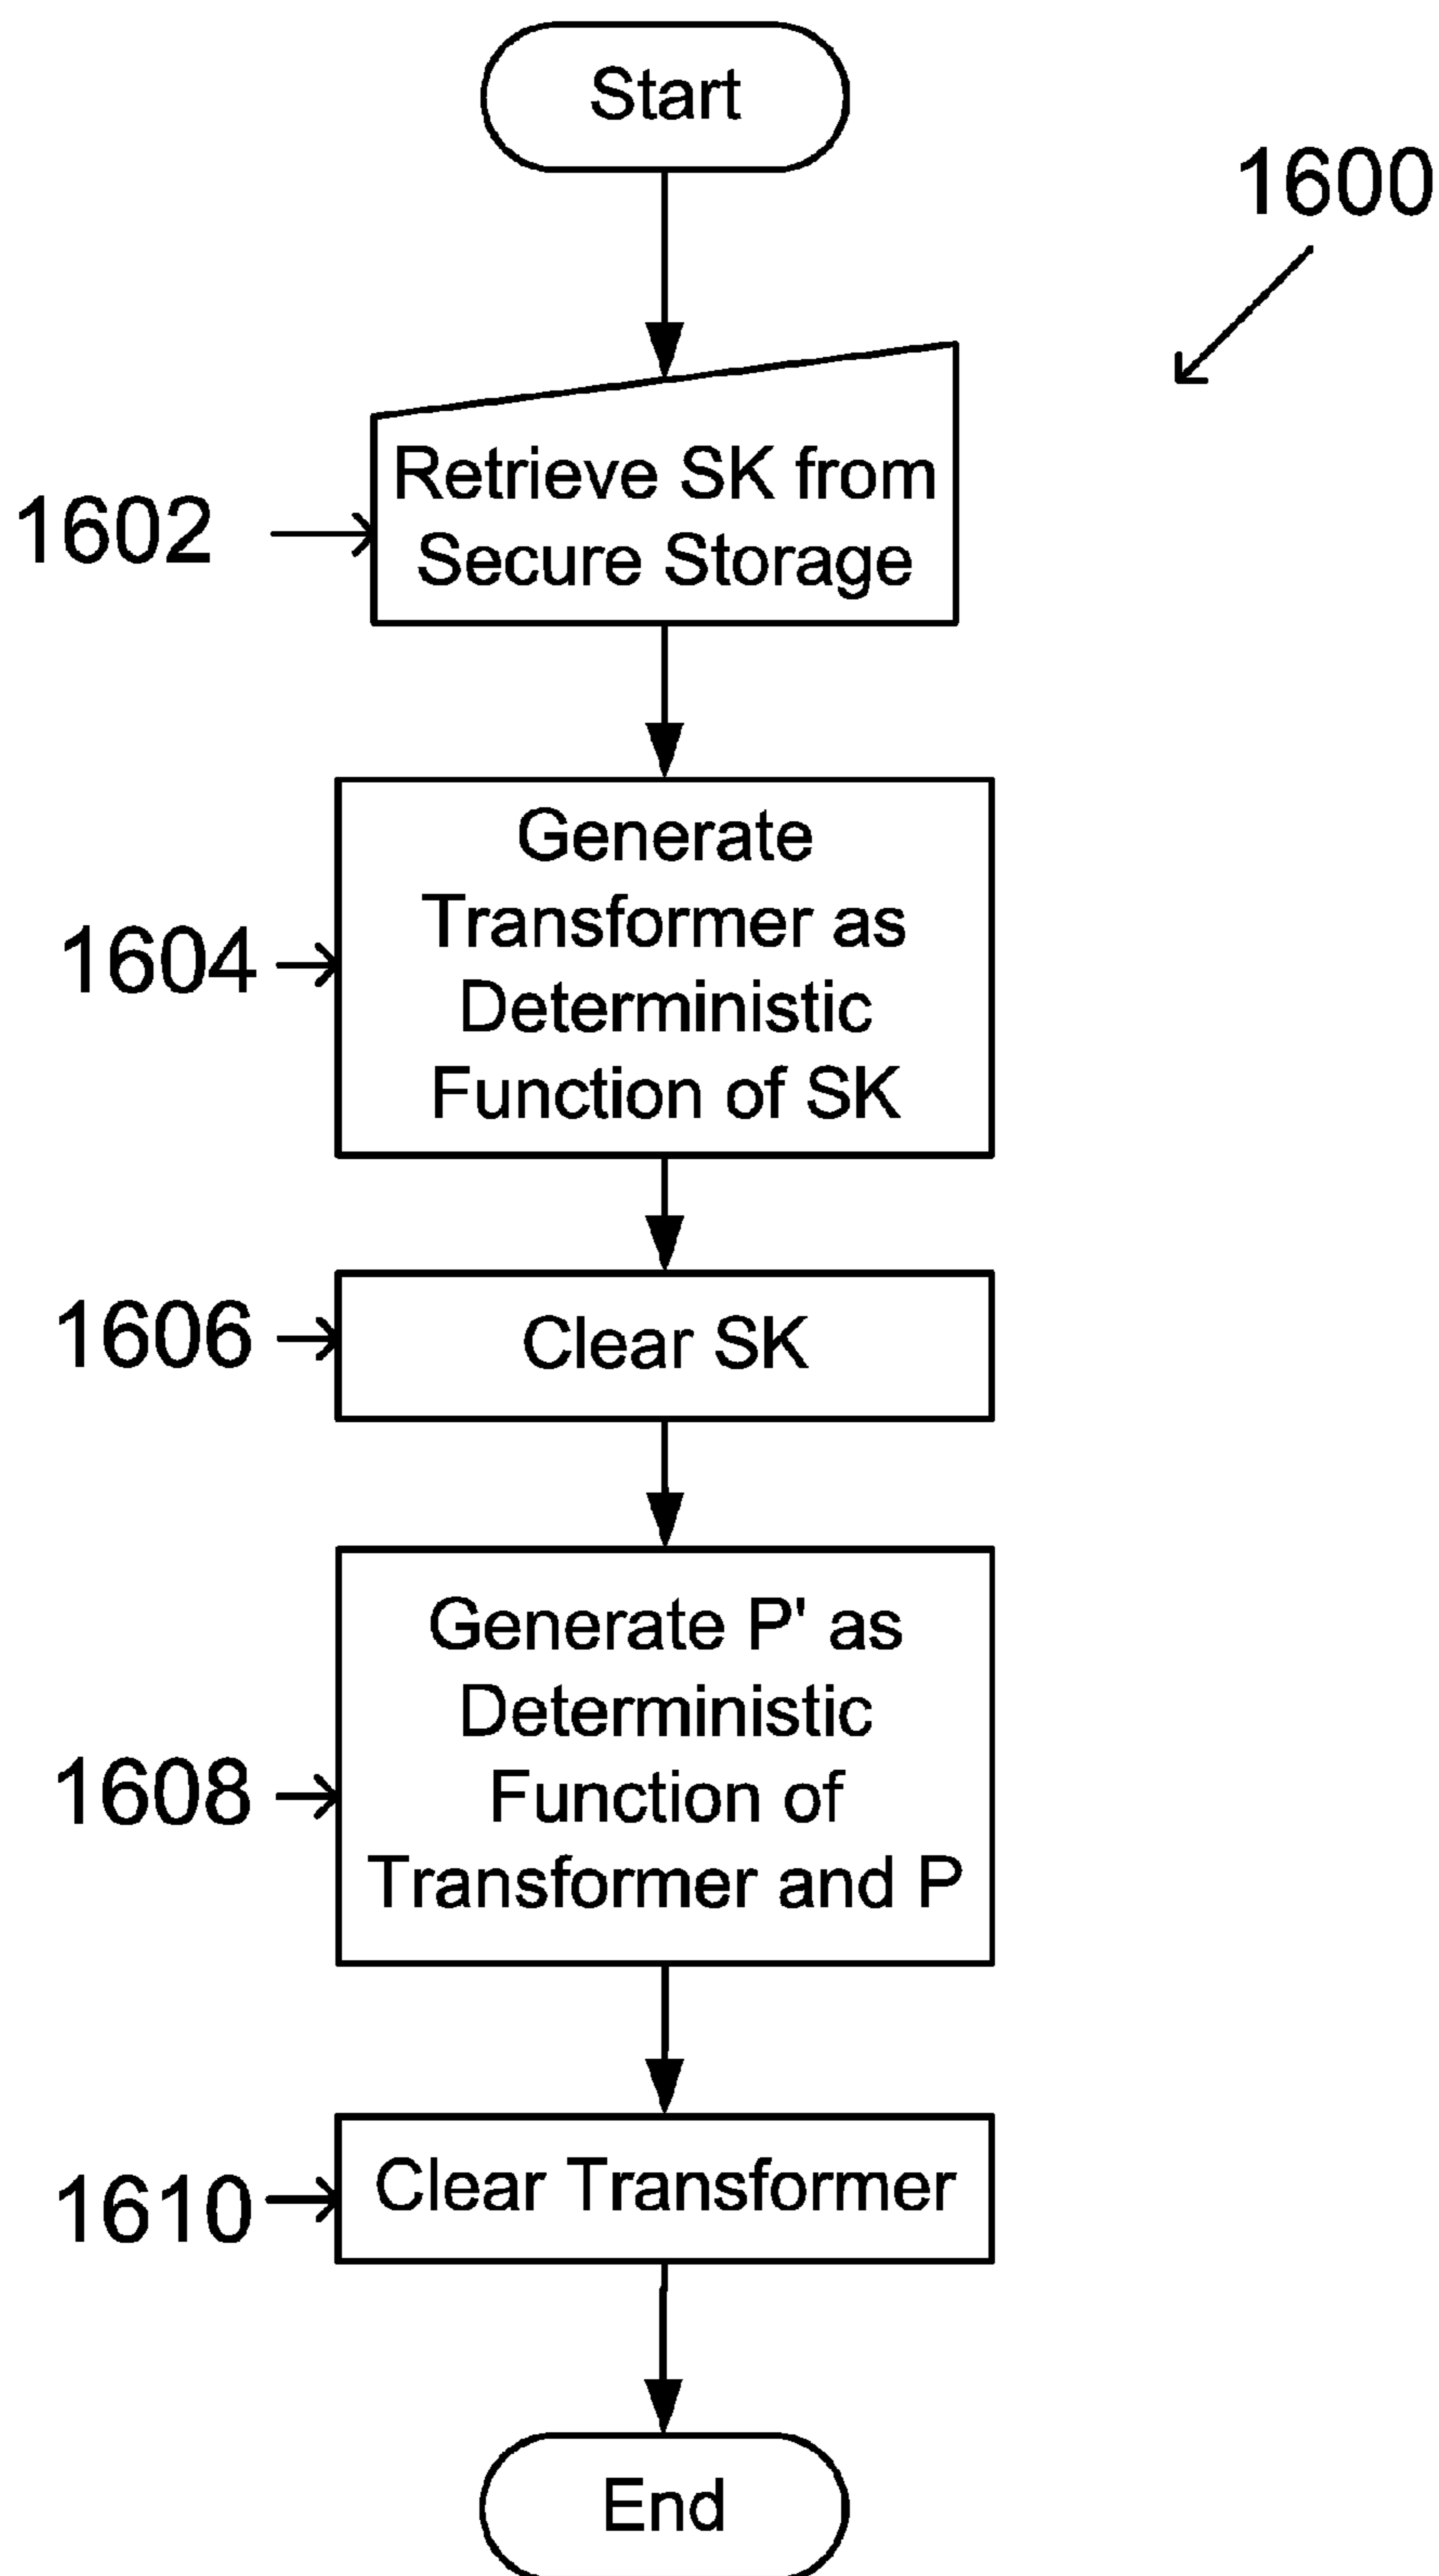 Start
1600
Retrieve SK from
1602
Secure Storage
Generate
Transformer as
1604
Deterministic
Function of SK
1606
Clear SK
Generate P' as
Deterministic
1608
Function of
Transformer and P
1610
Clear Transformer
End